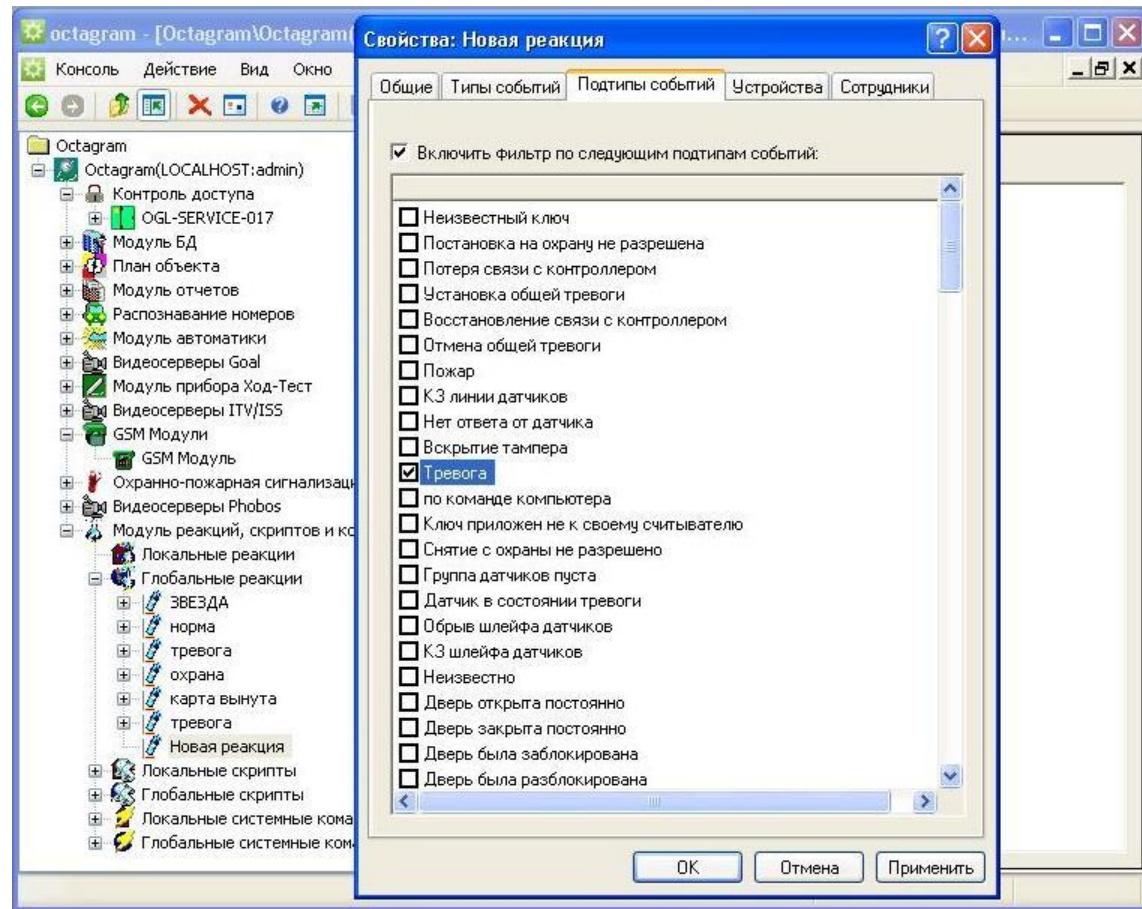 octagram - [Octagram\Octagram(
Консоль Действие Вид Окно
Octagram
Octagram(LOCALHOST:admin)
Контроль доступа
OGL-SERVICE-017
Модуль БД
План объекта
Модуль отчетов
Распознавание номеров
Модуль автоматики
Видеосерверы Goal
Модуль прибора Ход-Тест
Видеосерверы ITV/ISS
GSM Модули
GSM Модуль
Охранно-пожарная сигнализац
Видеосерверы Phobos
Модуль реакций, скриптов и ко
Локальные реакции
Глобальные реакции
ЗВЕЗДА
норма
тревога
охрана
карта вынута
тревога
Новая реакция
Локальные скрипты
Глобальные скрипты
Локальные системные кома
Глобальные системные ком
Свойства: Новая реакция
Общие Типы событий Подтипы событий Устройства Сотрудники
Включить фильтр по следующим подтипам событий:
Неизвестный ключ
Постановка на охрану не разрешена
Потеря связи с контроллером
Установка общей тревоги
Восстановление связи с контроллером
Отмена общей тревоги
Пожар
КЗ линии датчиков
Нет ответа от датчика
Вскрытие тампера
Тревога
по команде компьютера
Ключ приложен не к своему считывателю
Снятие с охраны не разрешено
Группа датчиков пуста
Датчик в состоянии тревоги
Обрыв шлейфа датчиков
КЗ шлейфа датчиков
Неизвестно
Дверь открыта постоянно
Дверь закрыта постоянно
Дверь была заблокирована
Дверь была разблокирована
OK Отмена Применить